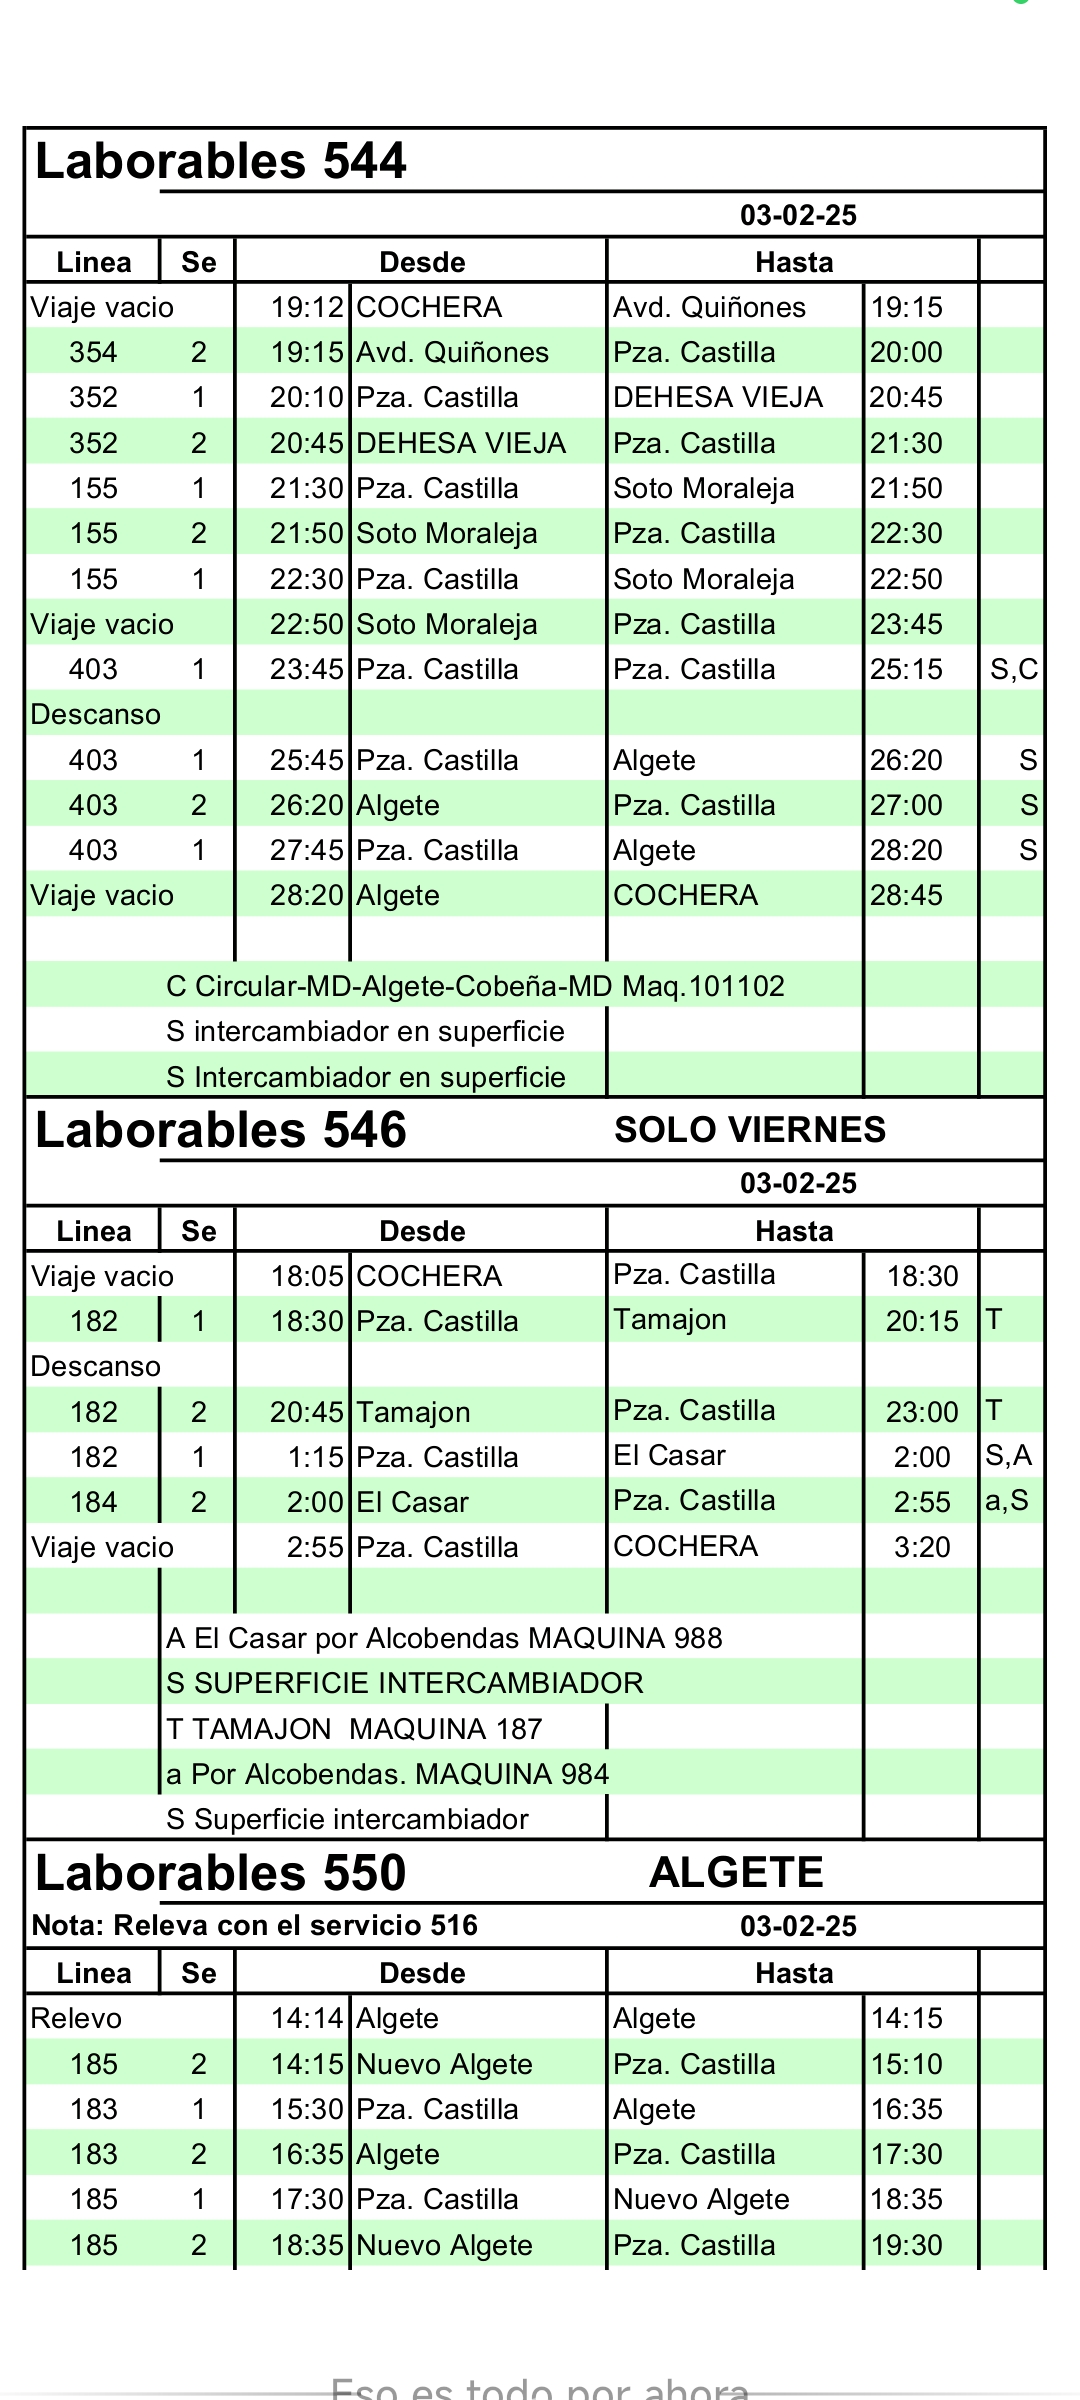 Laborables 544
03-02-25
Linea Se Desde Hasta
Viaje vacio 19:12 COCHERA Avd. Quiñones 19:15
354 2 19:15 Avd. Quiñones Pza. Castilla 20:00
352 1 20:10 Pza. Castilla DEHESA VIEJA 20:45
352 2 20:45 DEHESA VIEJA Pza. Castilla 21:30
155 1 21:30 Pza. Castilla Soto Moraleja 21:50
155 2 21:50 Soto Moraleja Pza. Castilla 22:30
155 1 22:30 Pza. Castilla Soto Moraleja 22:50
Viaje vacio 22:50 Soto Moraleja Pza. Castilla 23:45
403 1 23:45 Pza. Castilla Pza. Castilla 25:15 S,C
Descanso
403 1 25:45 Pza. Castilla Algete 26:20 S
403 2 26:20 Algete Pza. Castilla 27:00 S
403 1 27:45 Pza. Castilla Algete 28:20 S
Viaje vacio 28:20 Algete COCHERA 28:45
C Circular-MD-Algete-Cobeña-MD Maq.101102
S intercambiador en superficie
S Intercambiador en superficie
Laborables 546 SOLO VIERNES
03-02-25
Linea Se Desde Hasta
Viaje vacio 18:05 COCHERA Pza. Castilla 18:30
182 1 18:30 Pza. Castilla Tamajon 20:15 T
Descanso
182 2 20:45 Tamajon Pza. Castilla 23:00 T
182 1 1:15 Pza. Castilla El Casar 2:00 S,A
184 2 2:00 El Casar Pza. Castilla 2:55 a,S
Viaje vacio 2:55 Pza. Castilla COCHERA 3:20
A El Casar por Alcobendas MAQUINA 988
S SUPERFICIE INTERCAMBIADOR
T TAMAJON MAQUINA 187
a Por Alcobendas. MAQUINA 984
S Superficie intercambiador
Laborables 550 ALGETE
Nota: Releva con el servicio 516 03-02-25
Linea Se Desde Hasta
Relevo 14:14 Algete Algete 14:15
185 2 14:15 Nuevo Algete Pza. Castilla 15:10
183 1 15:30 Pza. Castilla Algete 16:35
183 2 16:35 Algete Pza. Castilla 17:30
185 1 17:30 Pza. Castilla Nuevo Algete 18:35
185 2 18:35 Nuevo Algete Pza. Castilla 19:30
Eso es todo por ahora